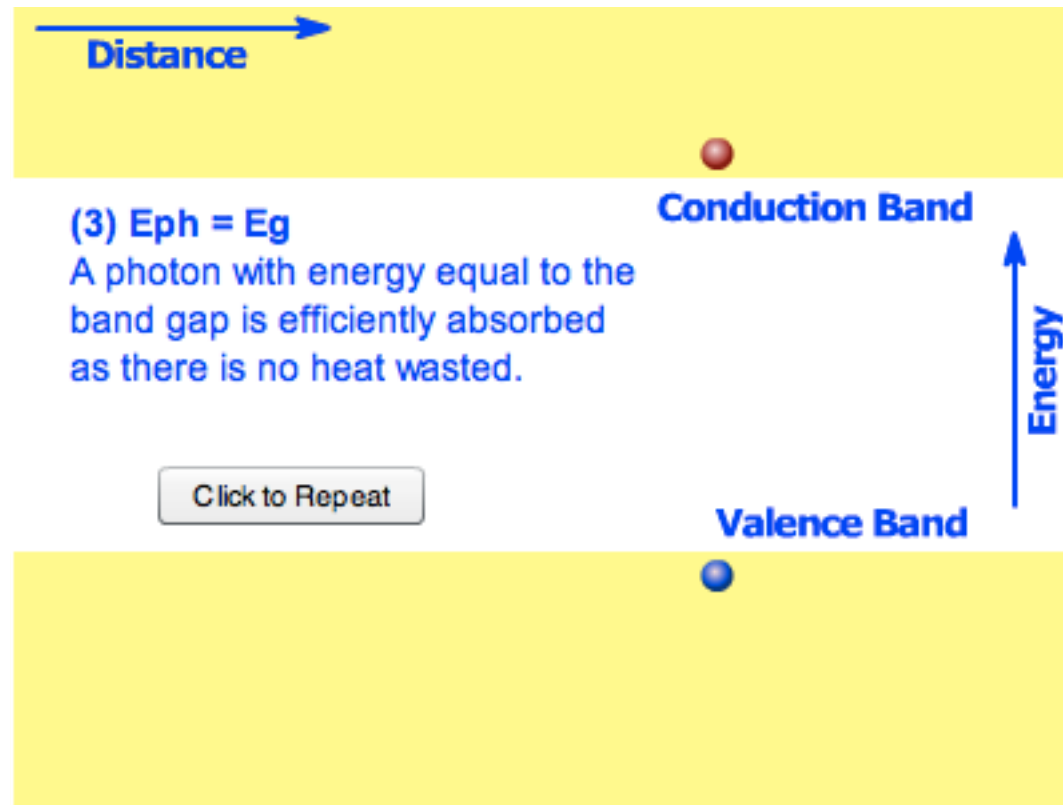 Distance
(3) Eph = Eg
A photon with energy equal to the
band gap is efficiently absorbed
as there is no heat wasted.
Click to Repeat
Conduction Band
Energy
Valence Band